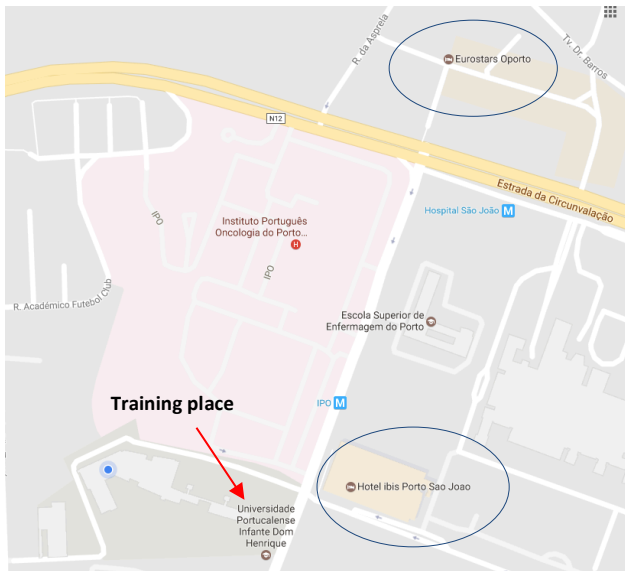 Eurostars Oporto
R. da Asprela
Tv. Dr. Barros
N12
Estrada da Circunvalação
Hospital São João M
Instituto Português
Oncologia do Porto...
H
IPO
IPO
R. Académico Futebol Club
Escola Superior de
Enfermagem do Porto
IPO M
Training place
Hotel ibis Porto Sao Joao
Universidade
Portucalense
Infante Dom
Henrique